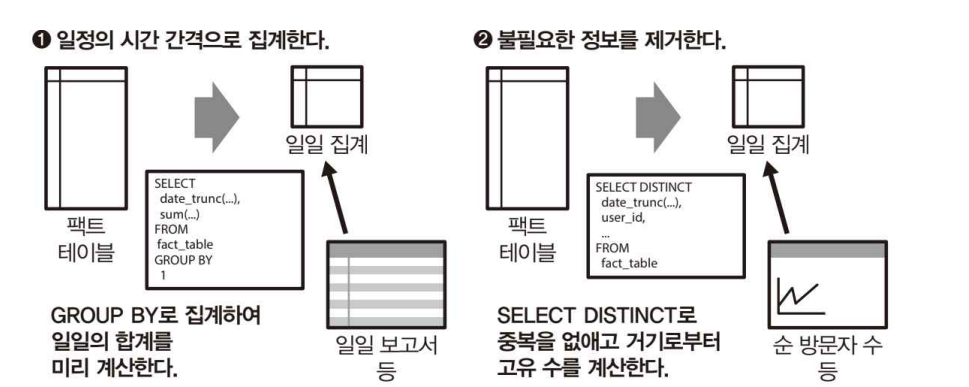 ❶ 일정의 시간 간격으로 집계한다.
일일 집계
팩트
테이블
SELECT
date_trunc(...),
sum(...)
FROM
fact_table
GROUP BY
1
GROUP BY로 집계하여
일일의 합계를
미리 계산한다.
일일 보고서
등
❷ 불필요한 정보를 제거한다.
일일 집계
팩트
테이블
SELECT DISTINCT
date_trunc(...),
user_id,
...
FROM
fact_table
SELECT DISTINCT로
중복을 없애고 거기로부터
고유 수를 계산한다.
순 방문자 수
등